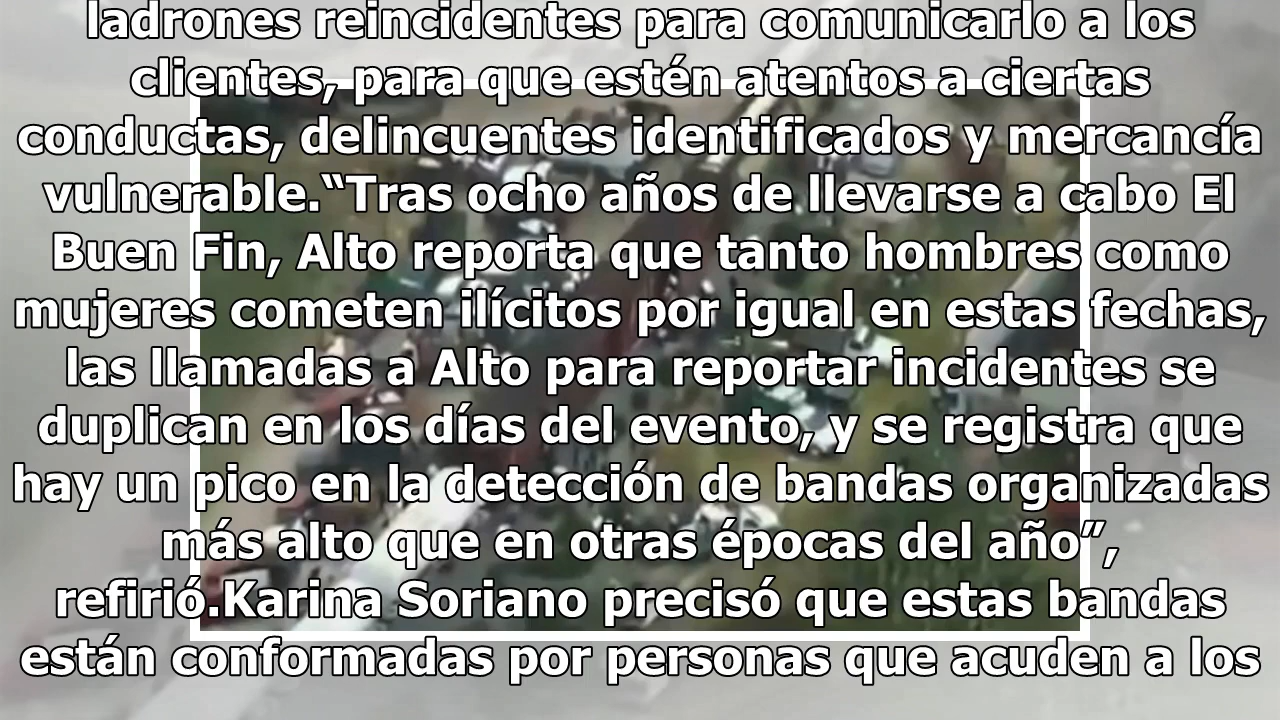 ladrones reincidentes para comunicarlo a los
clientes, para que estén atentos a ciertas
conductas, delincuentes identificados y mercancía
vulnerable.“Tras ocho años de llevarse a cabo El
Buen Fin, Alto reporta que tanto hombres como
mujeres cometen ilícitos por igual en estas fechas,
las llamadas a Alto para reportar incidentes se
duplican en los días del evento, y se registra que
hay un pico en la detección de bandas organizadas
más alto que en otras épocas del año”,
refirió.Karina Soriano precisó que estas bandas
están conformadas por personas que acuden a los